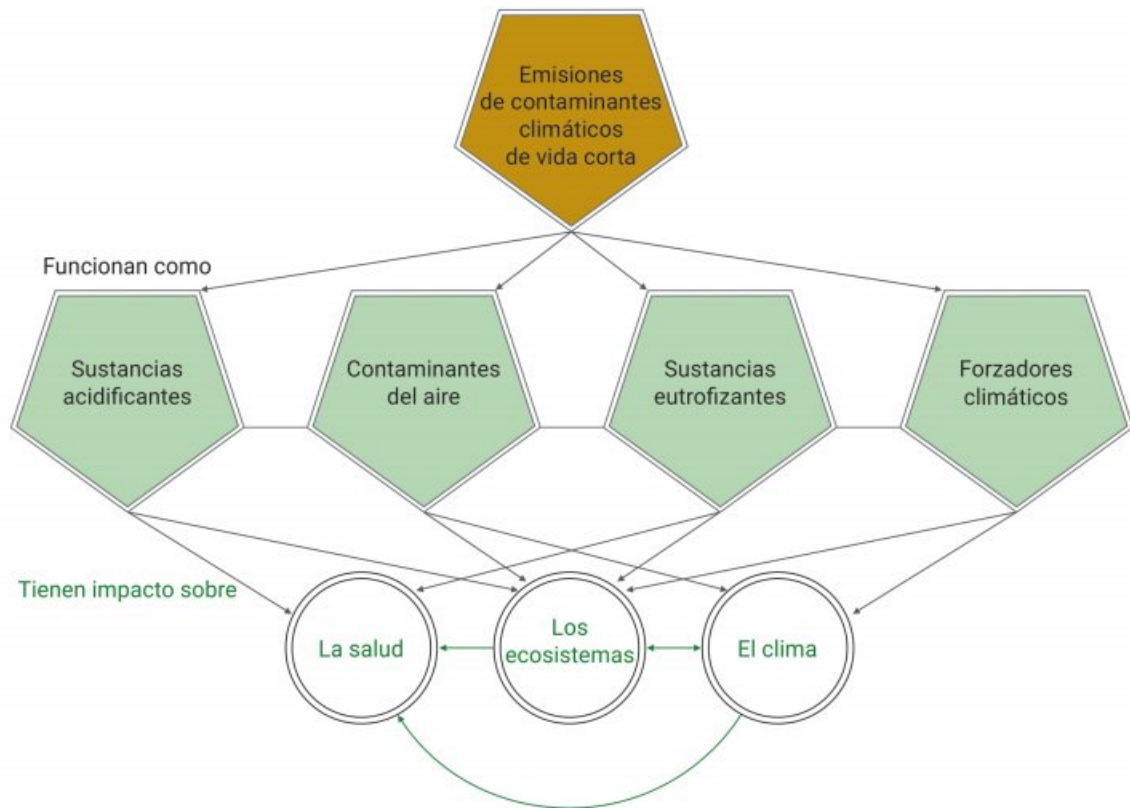 Emisiones
de contaminantes
climáticos
de vida corta
Funcionan como
Sustancias
acidificantes
Contaminantes
del aire
Sustancias
eutrofizantes
Forzadores
climáticos
Tienen impacto sobre
La salud
Los
ecosistemas
El clima